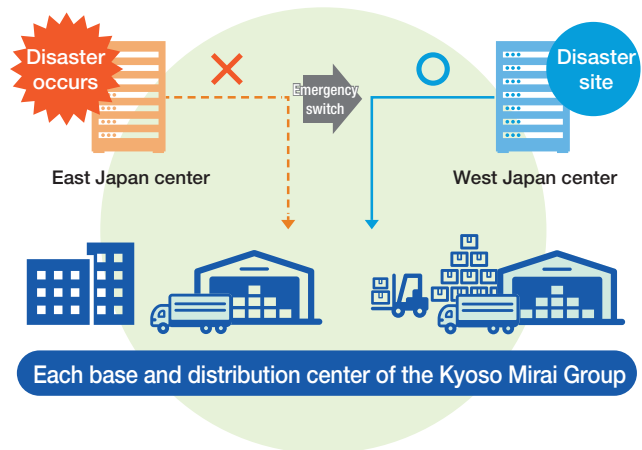 Disaster
occurs
Emergency
switch
Disaster
site
East Japan center
West Japan center
Each base and distribution center of the Kyoso Mirai Group